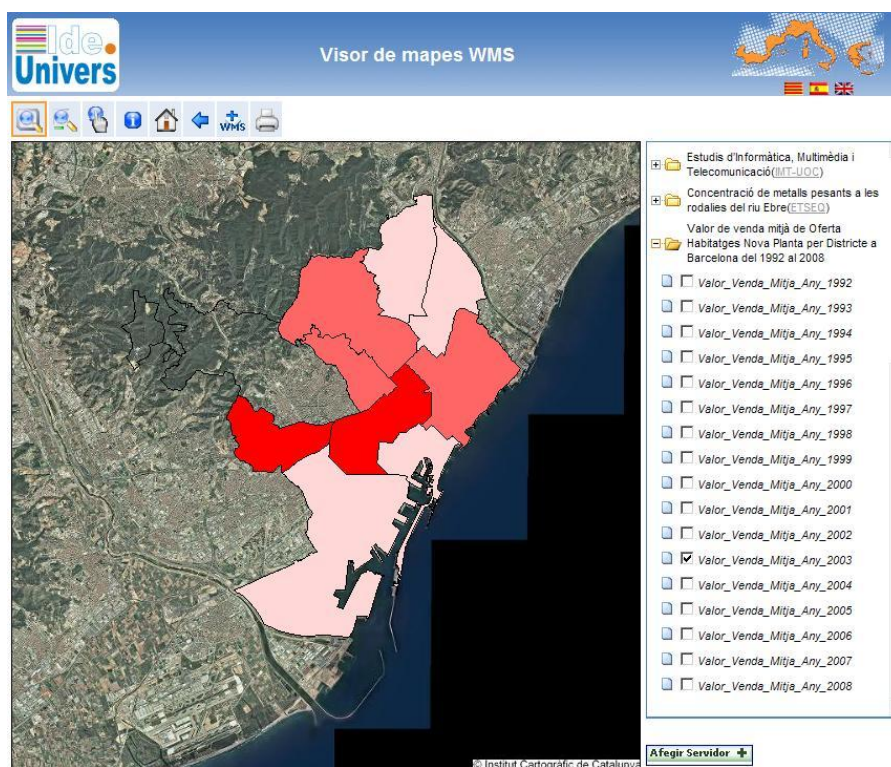 Ide.
Univers
Visor de mapes WMS
WMS
Estudis d'Informàtica, Multimèdia i
Telecomunicació(IMT-UOC)
Concentració de metalls pesants a les
rodalies del riu Ebre(ETSEQ)
Valor de venda mitjà de Oferta
Habitatges Nova Planta per Districte a
Barcelona del 1992 al 2008
Valor_Venda_Mitja_Any_1992
Valor_Venda_Mitja_Any_1993
Valor_Venda_Mitja_Any_1994
Valor_Venda_Mitja_Any_1995
Valor_Venda_Mitja_Any_1996
Valor_Venda_Mitja_Any_1997
Valor_Venda_Mitja_Any_1998
Valor_Venda_Mitja_Any_1999
Valor_Venda_Mitja_Any_2000
Valor_Venda_Mitja_Any_2001
Valor_Venda_Mitja_Any_2002
Valor_Venda_Mitja_Any_2003
Valor_Venda_Mitja_Any_2004
Valor_Venda_Mitja_Any_2005
Valor_Venda_Mitja_Any_2006
Valor_Venda_Mitja_Any_2007
Valor_Venda_Mitja_Any_2008
Afegir Servidor
© Institut Cartogràfic de Catalunya